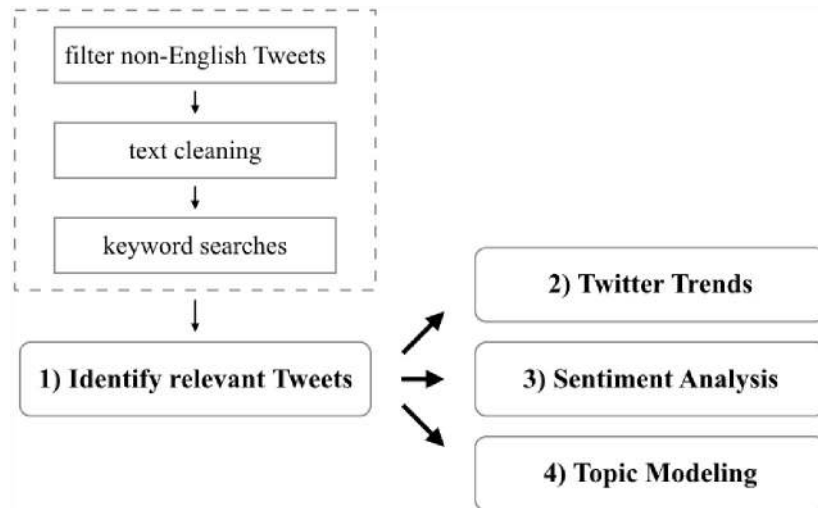 filter non-English Tweets
text cleaning
keyword searches
1) Identify relevant Tweets
2) Twitter Trends
3) Sentiment Analysis
4) Topic Modeling